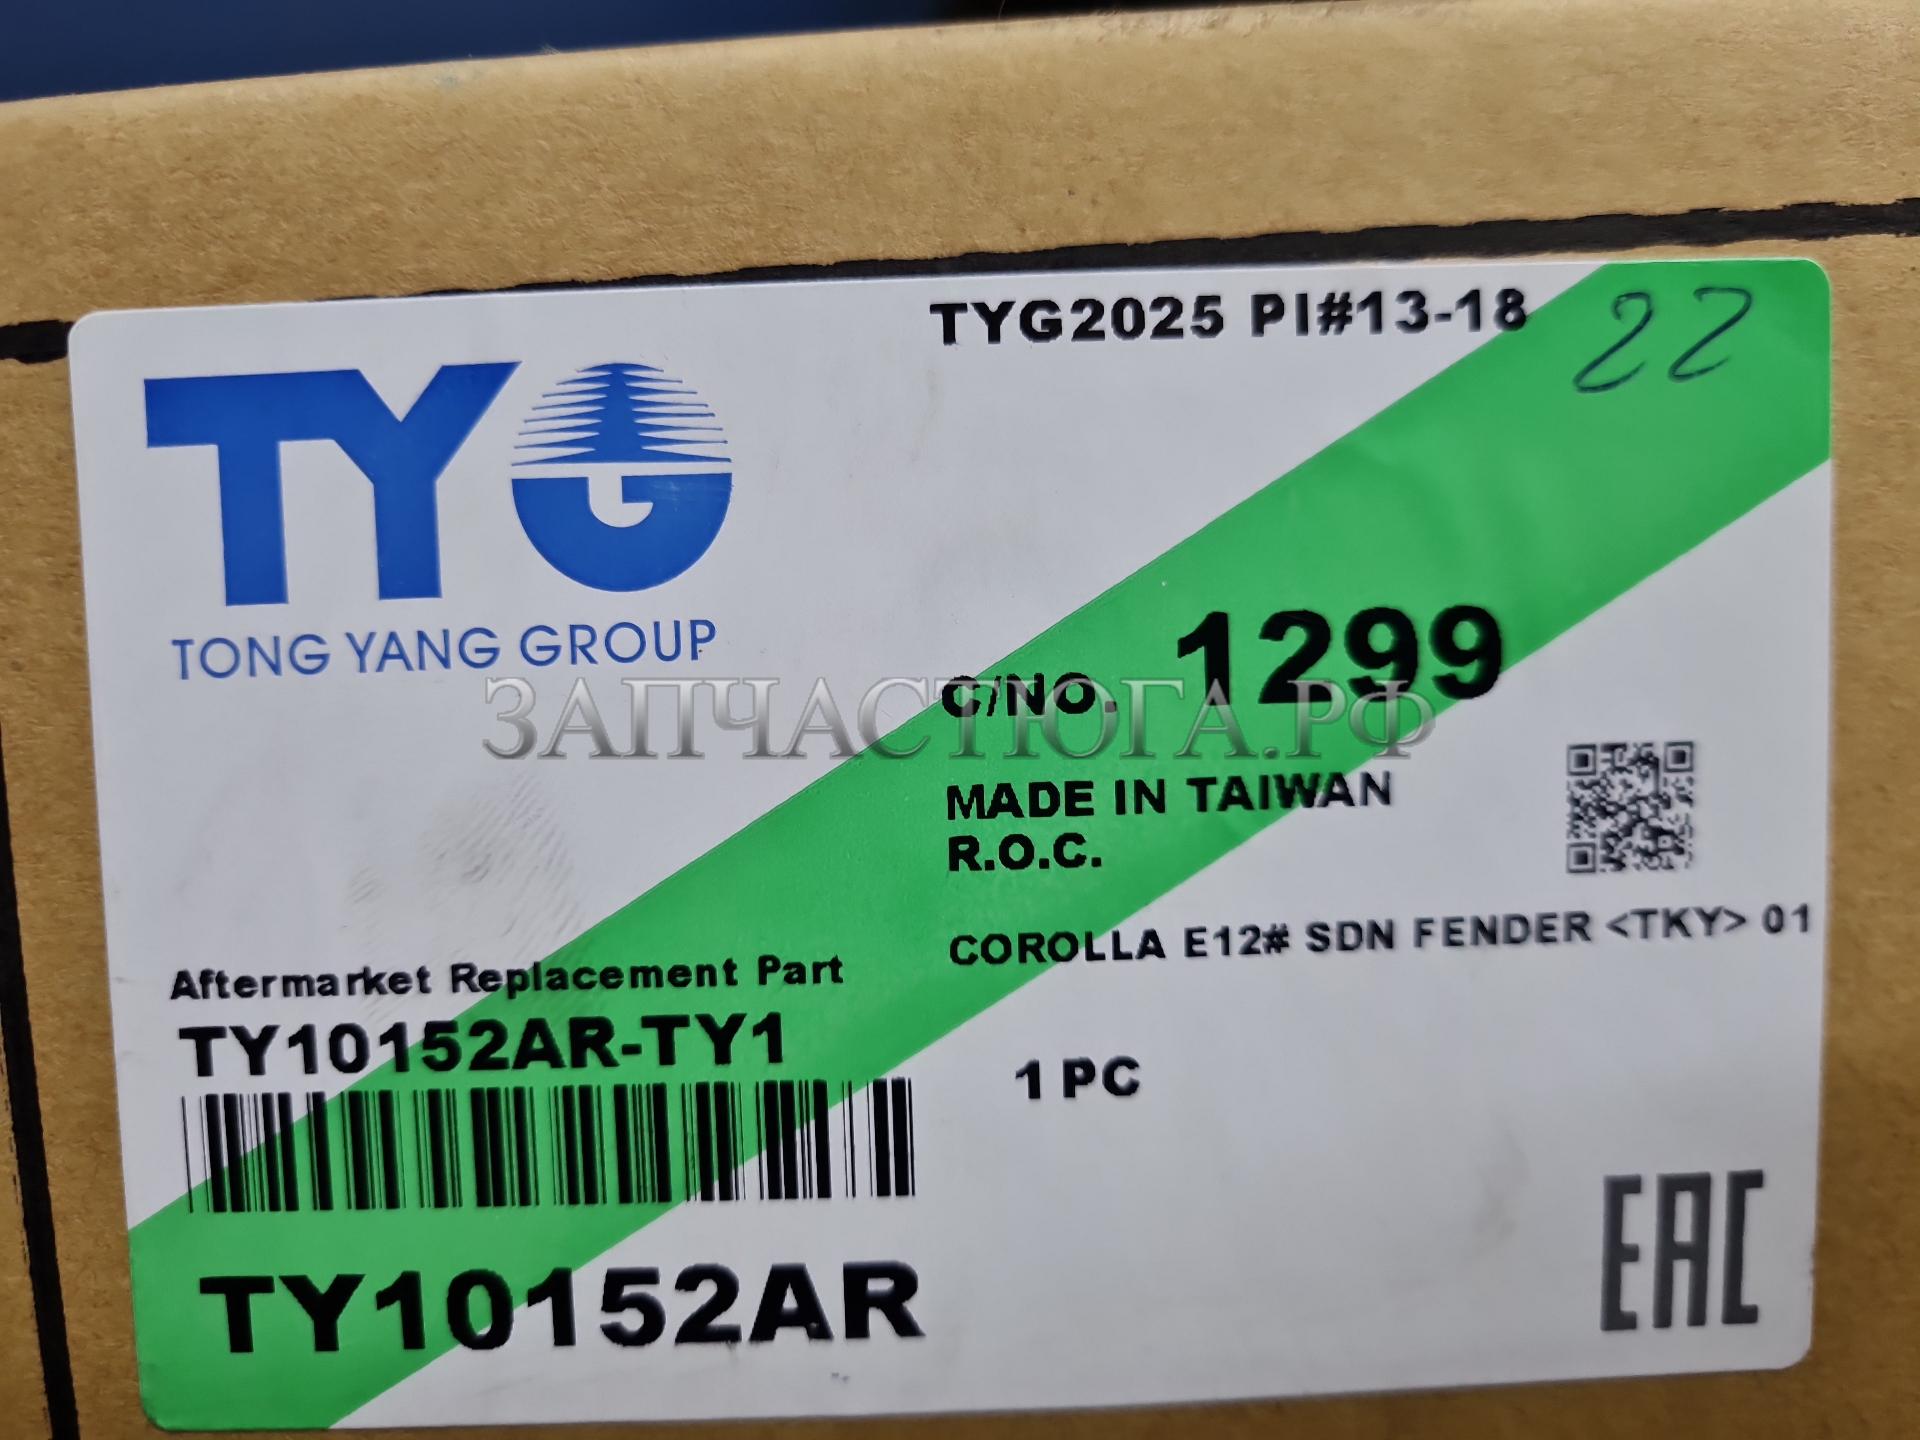 TYG2025 PI#13-18
22
TYG
TONG YANG GROUP
C/NO. 1299
ЗАПЧАСТЮГА.РФ
MADE IN TAIWAN
R.O.C.
COROLLA E12# SDN FENDER <TKY> 01
Aftermarket Replacement Part
TY10152AR-TY1
1 PC
TY10152AR
EAC